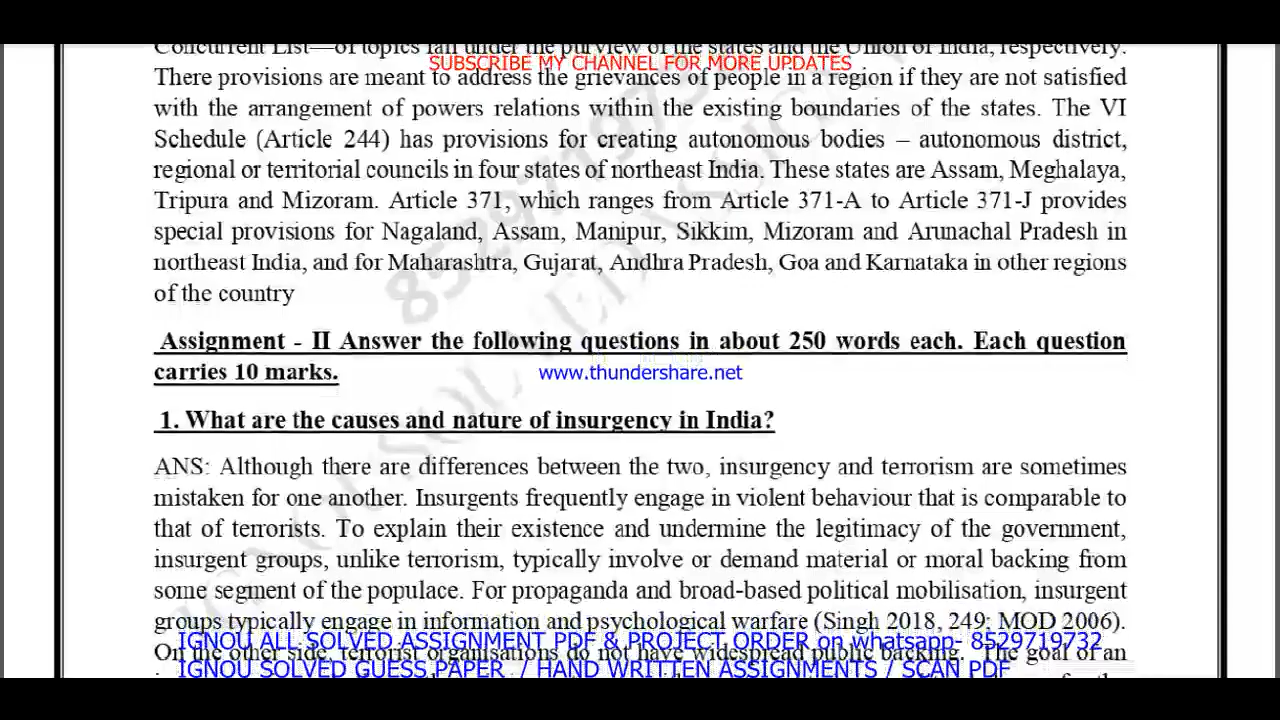 Concurrent List—of topics fall under the purview of the states and the Union of India, respectively.
SUBSCRIBE MY CHANNEL FOR MORE UPDATES
There provisions are meant to address the grievances of people in a region if they are not satisfied
with the arrangement of powers relations within the existing boundaries of the states. The VI
Schedule (Article 244) has provisions for creating autonomous bodies – autonomous district,
regional or territorial councils in four states of northeast India. These states are Assam, Meghalaya,
Tripura and Mizoram. Article 371, which ranges from Article 371-A to Article 371-J provides
special provisions for Nagaland, Assam, Manipur, Sikkim, Mizoram and Arunachal Pradesh in
northeast India, and for Maharashtra, Gujarat, Andhra Pradesh, Goa and Karnataka in other regions
of the country
Assignment - II Answer the following questions in about 250 words each. Each question
carries 10 marks.
www.thundershare.net
1. What are the causes and nature of insurgency in India?
ANS: Although there are differences between the two, insurgency and terrorism are sometimes
mistaken for one another. Insurgents frequently engage in violent behaviour that is comparable to
that of terrorists. To explain their existence and undermine the legitimacy of the government,
insurgent groups, unlike terrorism, typically involve or demand material or moral backing from
some segment of the populace. For propaganda and broad-based political mobilisation, insurgent
groups typically engage in information and psychological warfare (Singh 2018, 249; MOD 2006).
IGNOU ALL SOLVED ASSIGNMENT PDF & PROJECT ORDER on whatsapp- 8529719732
On the other side, terrorist organisations do not have widespread public backing. The goal of an
IGNOU SOLVED GUESS PAPER / HAND WRITTEN ASSIGNMENTS / SCAN PDF